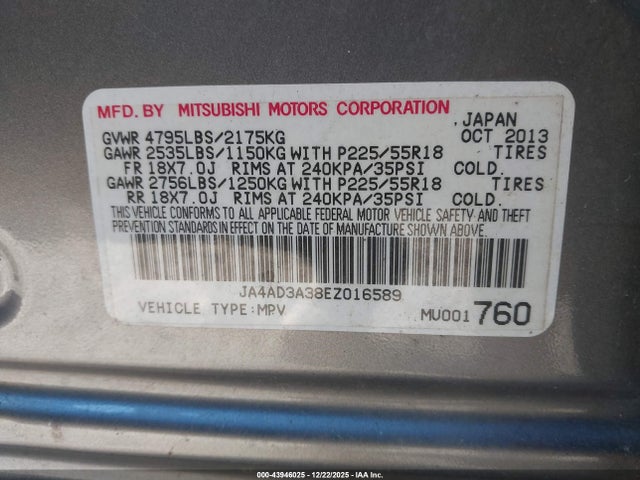 MFD. BY MITSUBISHI MOTORS CORPORATION , JAPAN
GVWR 4795LBS/2175KG OCT 2013
GAWR 2535LBS/1150KG WITH P225/55R18 TIRES
FR 18X7.0J RIMS AT 240KPA/35PSI COLD.
GAWR 2756LBS/1250KG WITH P225/55R18 TIRES
RR 18X7.0J RIMS AT 240KPA/35PSI COLD.
THIS VEHICLE CONFORMS TO ALL APPLICABLE FEDERAL MOTOR VEHICLE SAFETY AND THEFT
PREVENTION STANDARDS IN EFFECT ON THE DATE OF MANUFACTURE SHOWN ABOVE.
JA4AD3A38EZ016589
VEHICLE TYPE:MPV MU001 760
000-43946025 - 12/22/2025 - IAA Inc.